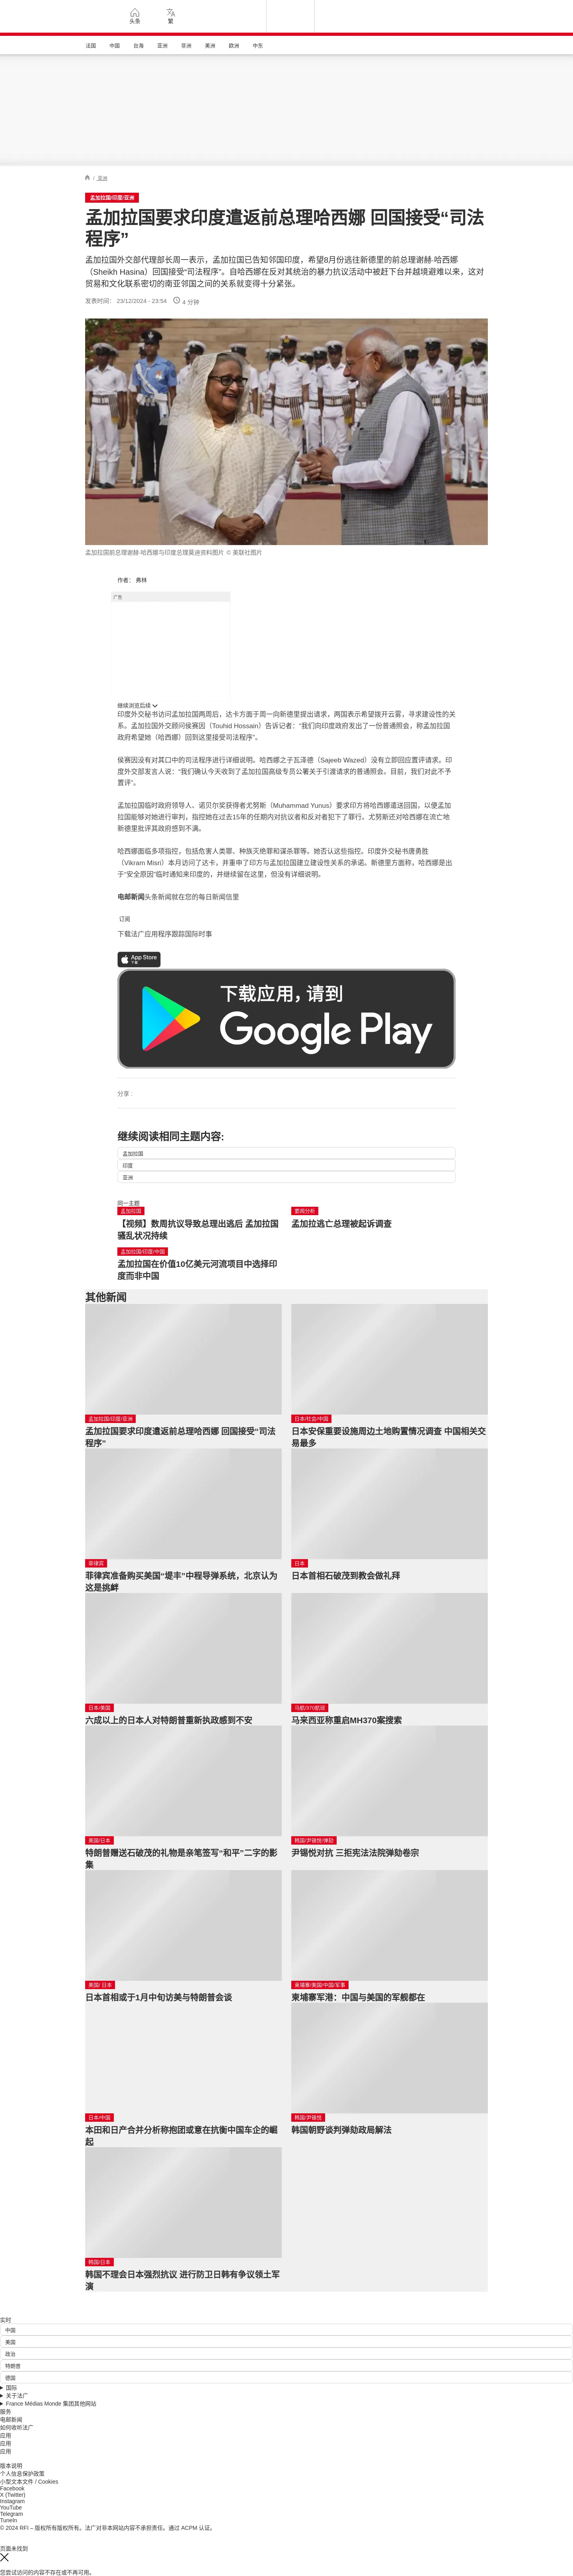 头条
繁
法国
中国
台海
亚洲
非洲
美洲
欧洲
中东
/ 亚洲
孟加拉国/印度/亚洲
孟加拉国要求印度遣返前总理哈西娜 回国接受“司法
程序”
孟加拉国外交部代理部长周一表示，孟加拉国已告知邻国印度，希望8月份逃往新德里的前总理谢赫·哈西娜
（Sheikh Hasina）回国接受“司法程序”。自哈西娜在反对其统治的暴力抗议活动中被赶下台并越境避难以来，这对
贸易和文化联系密切的南亚邻国之间的关系就变得十分紧张。
发表时间： 23/12/2024 - 23:54
4 分钟
孟加拉国前总理谢赫·哈西娜与印度总理莫迪资料图片 © 美联社图片
作者： 弗林
广告
继续浏览后续
印度外交秘书访问孟加拉国两周后，达卡方面于周一向新德里提出请求，两国表示希望拨开云雾，寻求建设性的关
系。孟加拉国外交顾问侯赛因（Touhid Hossain）告诉记者：“我们向印度政府发出了一份普通照会，称孟加拉国
政府希望她（哈西娜）回到这里接受司法程序”。
侯赛因没有对其口中的司法程序进行详细说明。哈西娜之子瓦泽德（Sajeeb Wazed）没有立即回应置评请求。印
度外交部发言人说：“我们确认今天收到了孟加拉国高级专员公署关于引渡请求的普通照会。目前，我们对此不予
置评”。
孟加拉国临时政府领导人、诺贝尔奖获得者尤努斯（Muhammad Yunus）要求印方将哈西娜遣送回国，以便孟加
拉国能够对她进行审判，指控她在过去15年的任期内对抗议者和反对者犯下了罪行。尤努斯还对哈西娜在流亡地
新德里批评其政府感到不满。
哈西娜面临多项指控，包括危害人类罪、种族灭绝罪和谋杀罪等。她否认这些指控。印度外交秘书唐勇胜
（Vikram Misri）本月访问了达卡，并重申了印方与孟加拉国建立建设性关系的承诺。新德里方面称，哈西娜是出
于“安全原因”临时通知来印度的，并继续留在这里，但没有详细说明。
电邮新闻头条新闻就在您的每日新闻信里
订阅
下载法广应用程序跟踪国际时事
App Store
下载
下载应用，请到
Google Play
分享 :
继续阅读相同主题内容:
孟加拉国
印度
亚洲
同一主题
孟加拉国
【视频】数周抗议导致总理出逃后 孟加拉国
骚乱状况持续
要闻分析
孟加拉逃亡总理被起诉调查
孟加拉国/印度/中国
孟加拉国在价值10亿美元河流项目中选择印
度而非中国
其他新闻
孟加拉国/印度/亚洲
孟加拉国要求印度遣返前总理哈西娜 回国接受“司法
程序”
日本/社会/中国
日本安保重要设施周边土地购置情况调查 中国相关交
易最多
菲律宾
菲律宾准备购买美国“堤丰”中程导弹系统，北京认为
这是挑衅
日本
日本首相石破茂到教会做礼拜
日本/美国
六成以上的日本人对特朗普重新执政感到不安
马航/370航班
马来西亚称重启MH370案搜索
美国/日本
特朗普赠送石破茂的礼物是亲笔签写“和平”二字的影
集
韩国/尹锡悦/弹劾
尹锡悦对抗 三拒宪法法院弹劾卷宗
美国/ 日本
日本首相或于1月中旬访美与特朗普会谈
柬埔寨/美国/中国/军事
柬埔寨军港：中国与美国的军舰都在
日本/中国
本田和日产合并分析称抱团或意在抗衡中国车企的崛
起
韩国/尹锡悦
韩国朝野谈判弹劾政局解法
韩国/日本
韩国不理会日本强烈抗议 进行防卫日韩有争议领土军
演
实时
中国
美国
政治
特朗普
德国
国际
关于法广
France Médias Monde 集团其他网站
服务
电邮新闻
如何收听法广
应用
应用
应用
版本说明
个人信息保护政策
小型文本文件 / Cookies
Facebook
X (Twitter)
Instagram
YouTube
Telegram
TuneIn
© 2024 RFI – 版权所有版权所有。法广对非本网站内容不承担责任。通过 ACPM 认证。
页面未找到
您尝试访问的内容不存在或不再可用。